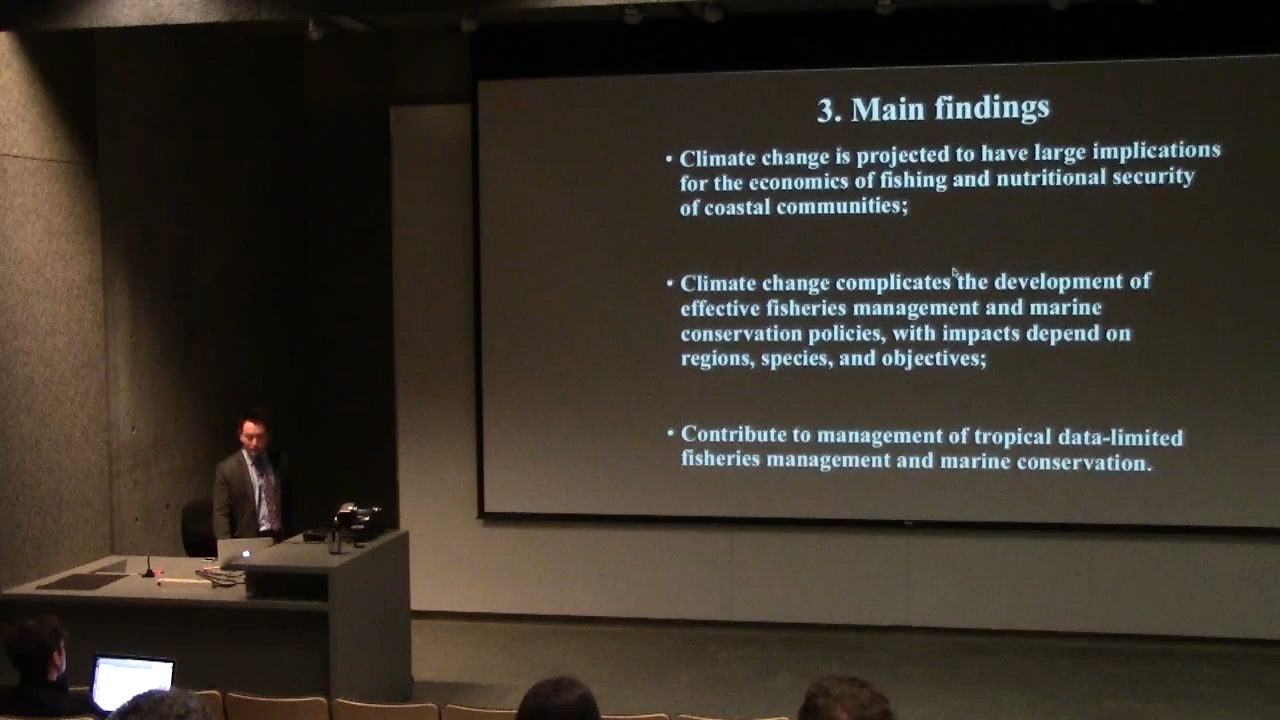 3. Main findings
• Climate change is projected to have large implications
for the economics of fishing and nutritional security
of coastal communities;
• Climate change complicates the development of
effective fisheries management and marine
conservation policies, with impacts depend on
regions, species, and objectives;
• Contribute to management of tropical data-limited
fisheries management and marine conservation.